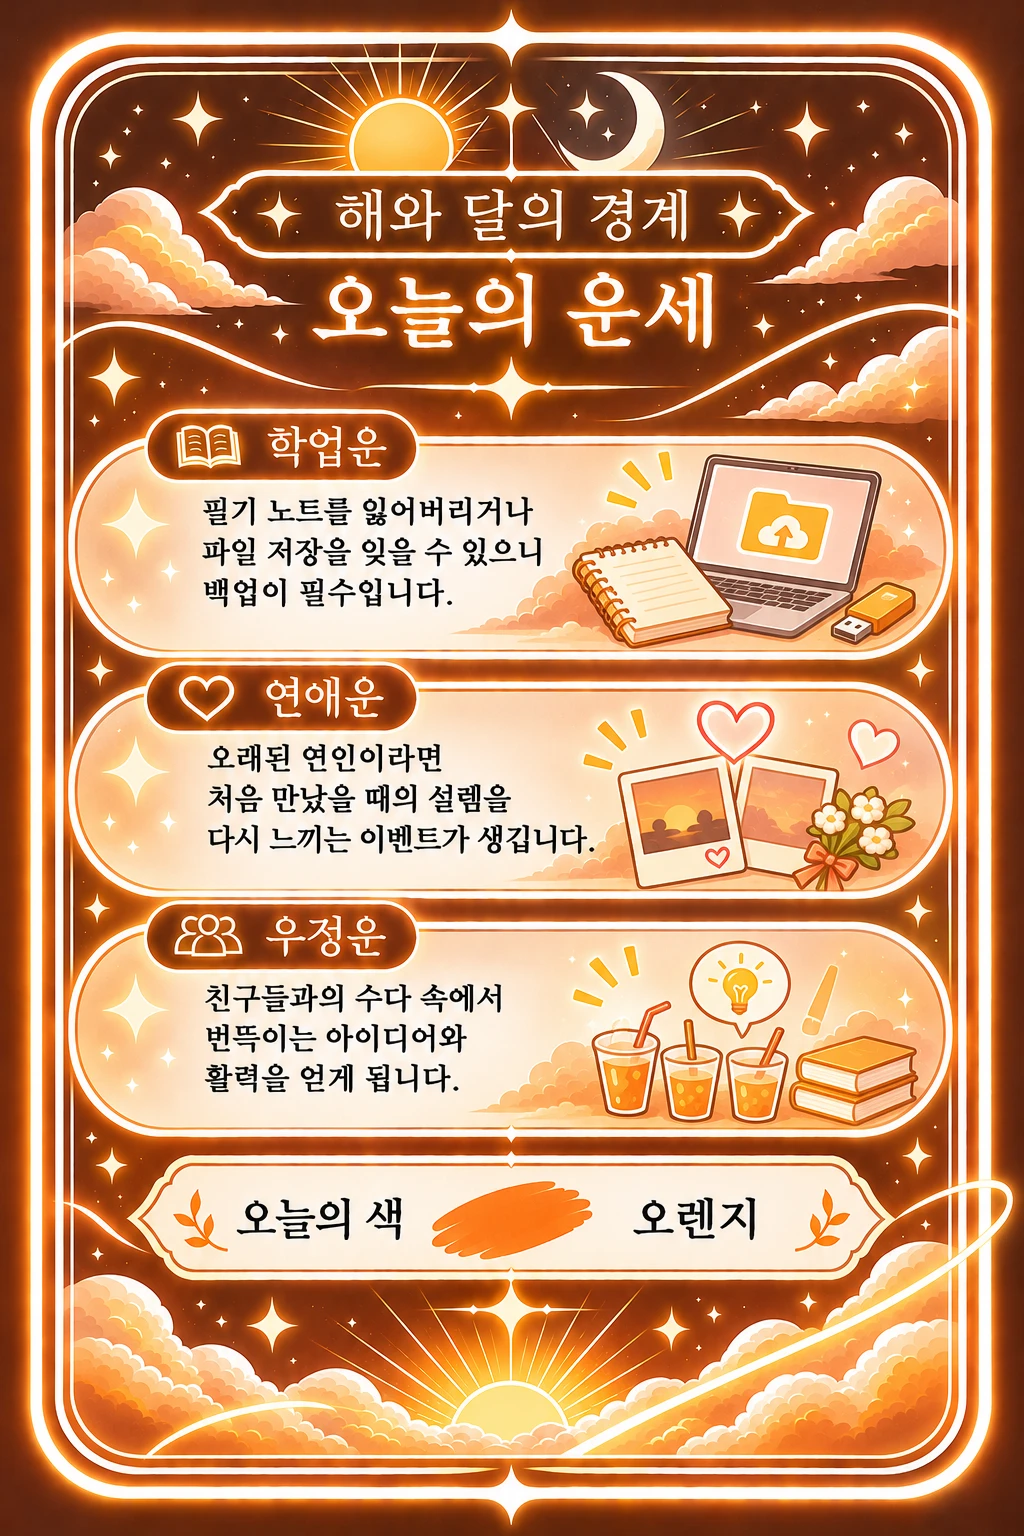 해와 달의 경계
오늘의 운세
학업운
필기 노트를 잃어버리거나
파일 저장을 잊을 수 있으니
백업이 필수입니다.
연애운
오래된 연인이라면
처음 만났을 때의 설렘을
다시 느끼는 이벤트가 생깁니다.
우정운
친구들과의 수다 속에서
번뜩이는 아이디어와
활력을 얻게 됩니다.
오늘의 색 오렌지